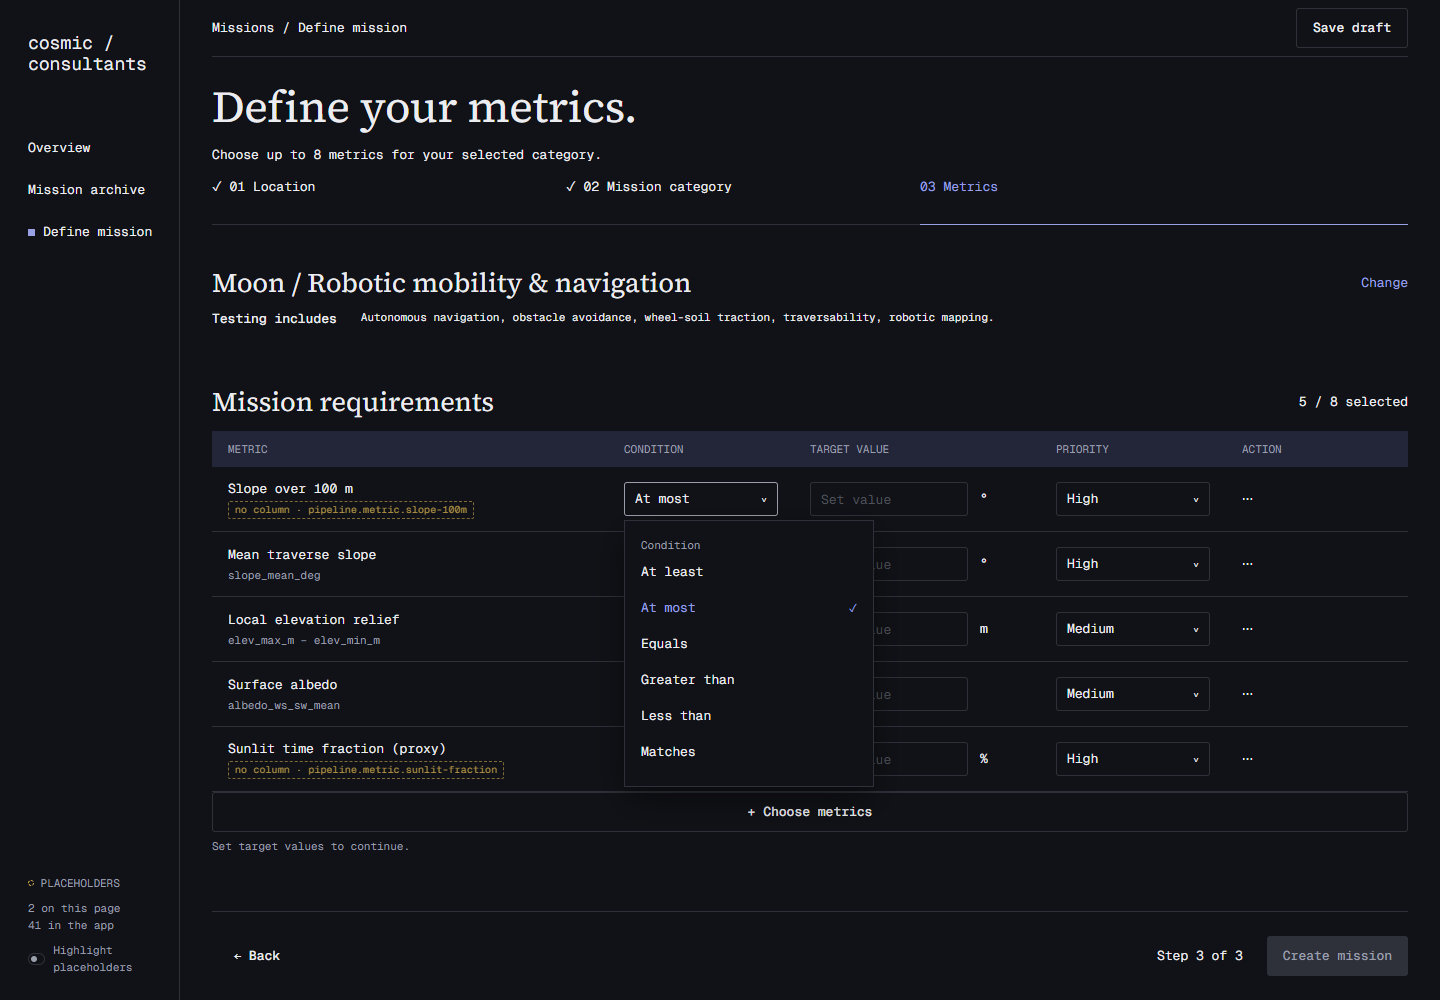 cosmic /
consultants
Overview
Mission archive
Define mission
PLACEHOLDERS
2 on this page
41 in the app
Highlight
placeholders
Missions / Define mission
Save draft
Define your metrics.
Choose up to 8 metrics for your selected category.
✓ 01 Location
✓ 02 Mission category
03 Metrics
Moon / Robotic mobility & navigation
Change
Testing includes
Autonomous navigation, obstacle avoidance, wheel-soil traction, traversability, robotic mapping.
Mission requirements
5 / 8 selected
METRIC
CONDITION
TARGET VALUE
PRIORITY
ACTION
Slope over 100 m
no column · pipeline.metric.slope-100m
At most
Set value
°
High
···
Mean traverse slope
slope_mean_deg
°
High
···
Local elevation relief
elev_max_m − elev_min_m
m
Medium
···
Surface albedo
albedo_ws_sw_mean
Medium
···
Sunlit time fraction (proxy)
no column · pipeline.metric.sunlit-fraction
%
High
···
Condition
At least
At most ✓
Equals
Greater than
Less than
Matches
+ Choose metrics
Set target values to continue.
← Back
Step 3 of 3
Create mission